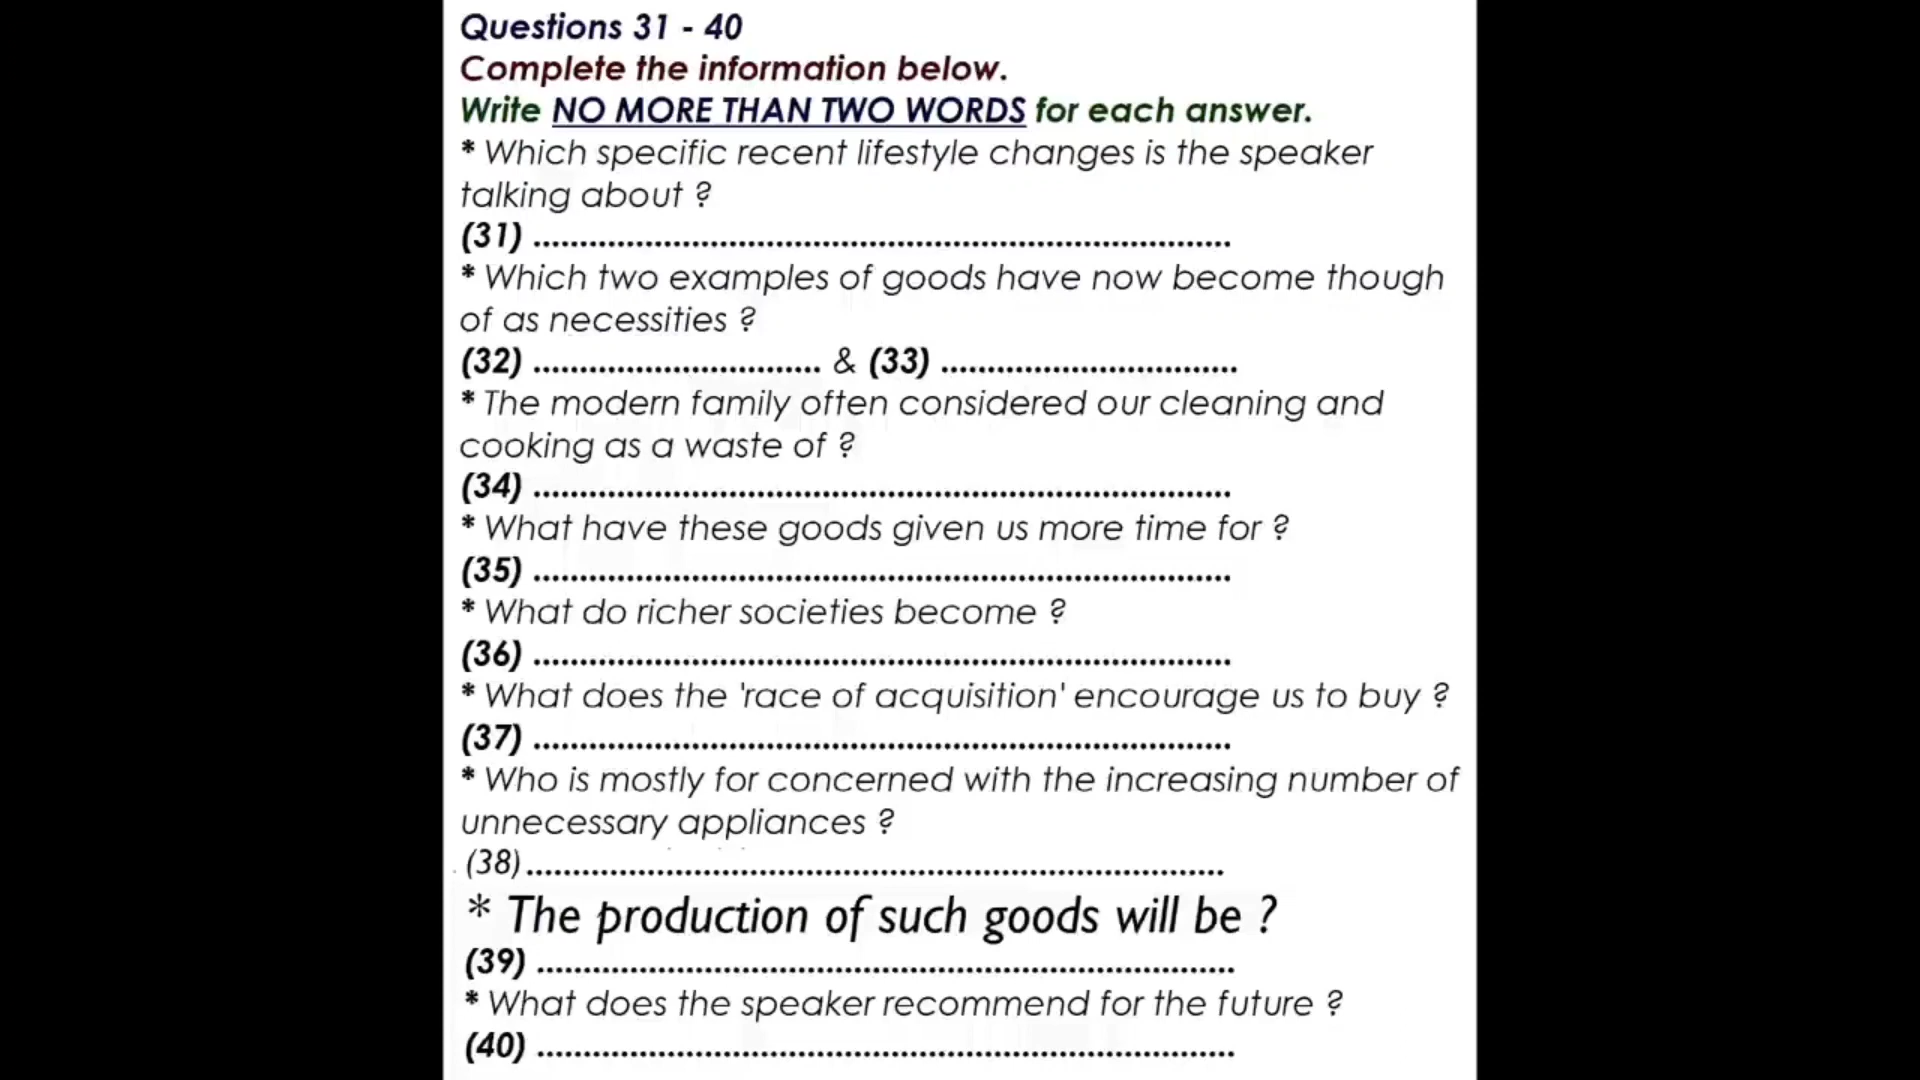 Questions 31 - 40
Complete the information below.
Write NO MORE THAN TWO WORDS for each answer.
* Which specific recent lifestyle changes is the speaker
talking about ?
(31) ...........................................................................
* Which two examples of goods have now become though
of as necessities ?
(32) ............................... & (33) ................................
* The modern family often considered our cleaning and
cooking as a waste of ?
(34) ...........................................................................
* What have these goods given us more time for ?
(35) ...........................................................................
* What do richer societies become ?
(36) ...........................................................................
* What does the 'race of acquisition' encourage us to buy ?
(37) ...........................................................................
* Who is mostly for concerned with the increasing number of
unnecessary appliances ?
(38) ...........................................................................
* The production of such goods will be ?
(39) ...........................................................................
* What does the speaker recommend for the future ?
(40) ...........................................................................